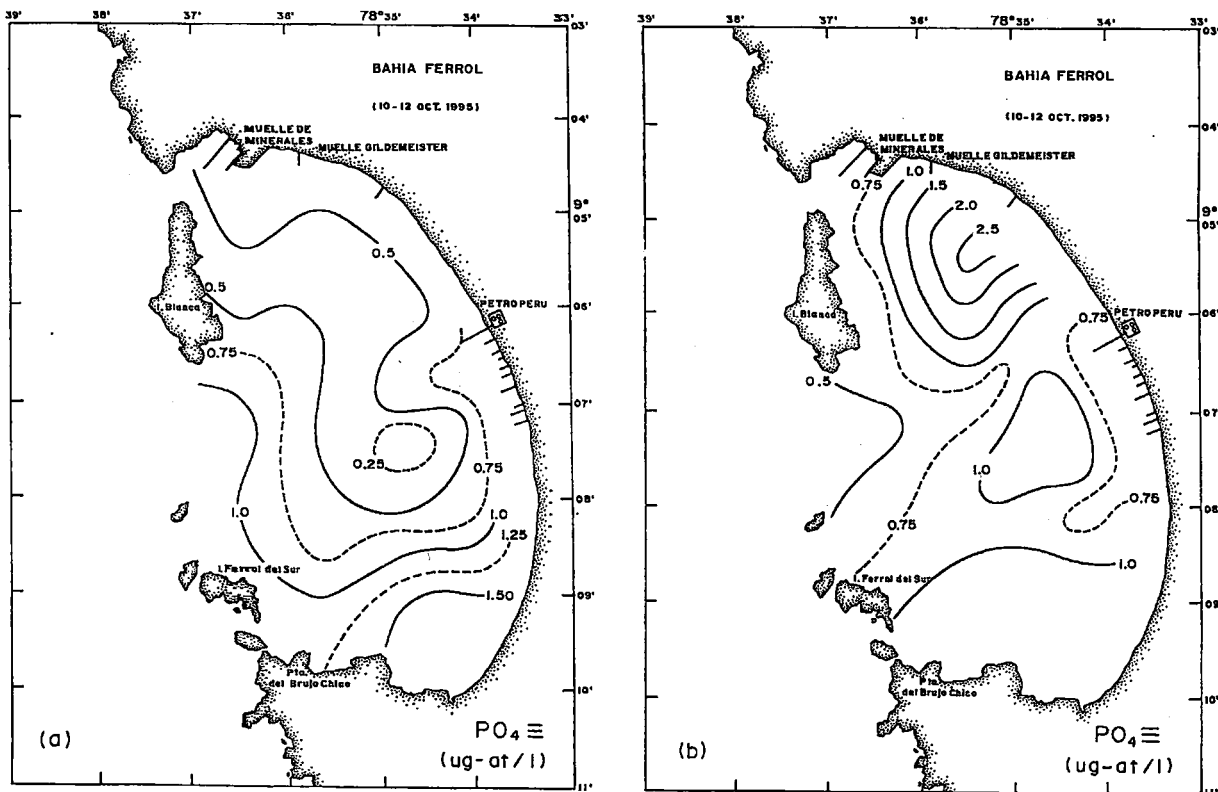 39'
38'
37'
36'
78°35'
34'
33'
03'
BAHIA FERROL
(10-12 OCT. 1995)
04'
MUELLE DE
MINERALES
MUELLE GILDEMEISTER
9°
05'
0.5
0.5
I. Blanca
PETROPERU
06'
0.75
07'
0.25
0.75
08'
1.0
1.0
1.25
I. Ferrol del Sur
1.50
09'
Pta.
del Brujo Chico
10'
(a)
PO₄≡
(ug-at/l)
11'
39'
38'
37'
36'
78°35'
34'
33'
03'
BAHIA FERROL
(10-12 OCT. 1995)
04'
MUELLE DE
MINERALES
MUELLE GILDEMEISTER
0.75
1.0
1.5
2.0
2.5
9°
05'
I. Blanca
0.75
PETROPERU
06'
0.5
07'
1.0
0.75
08'
0.75
I. Ferrol del Sur
1.0
09'
Pta.
del Brujo Chico
10'
(b)
PO₄≡
(ug-at/l)
11'